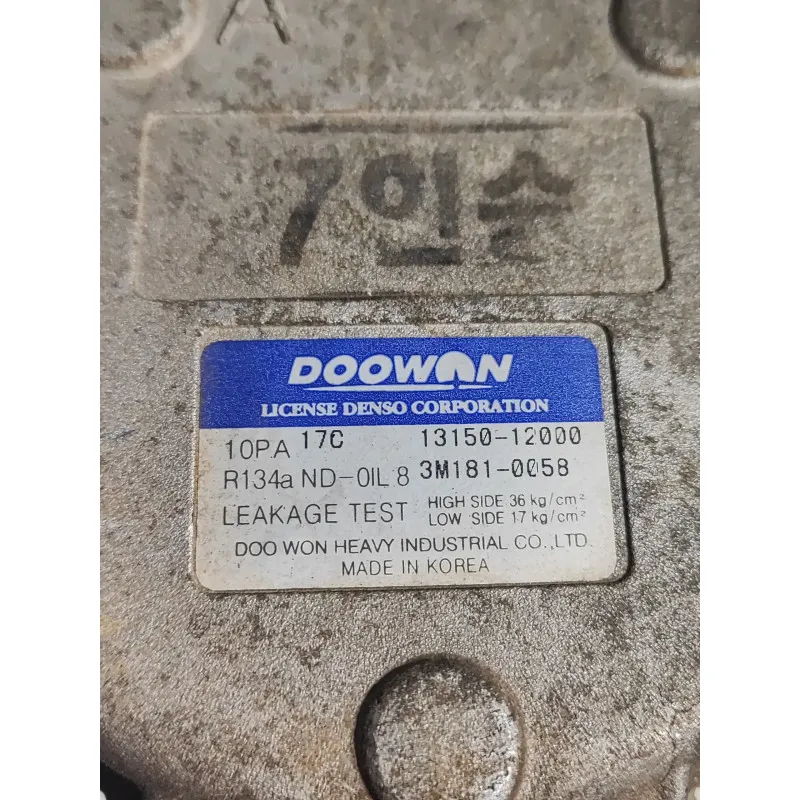 A
7인승
DOOWON
LICENSE DENSO CORPORATION
10P.A 17C 13150-12000
R134a ND-OIL 8 3M181-0058
LEAKAGE TEST HIGH SIDE 36 kg/cm²
LOW SIDE 17 kg/cm²
DOO WON HEAVY INDUSTRIAL CO., LTD.
MADE IN KOREA